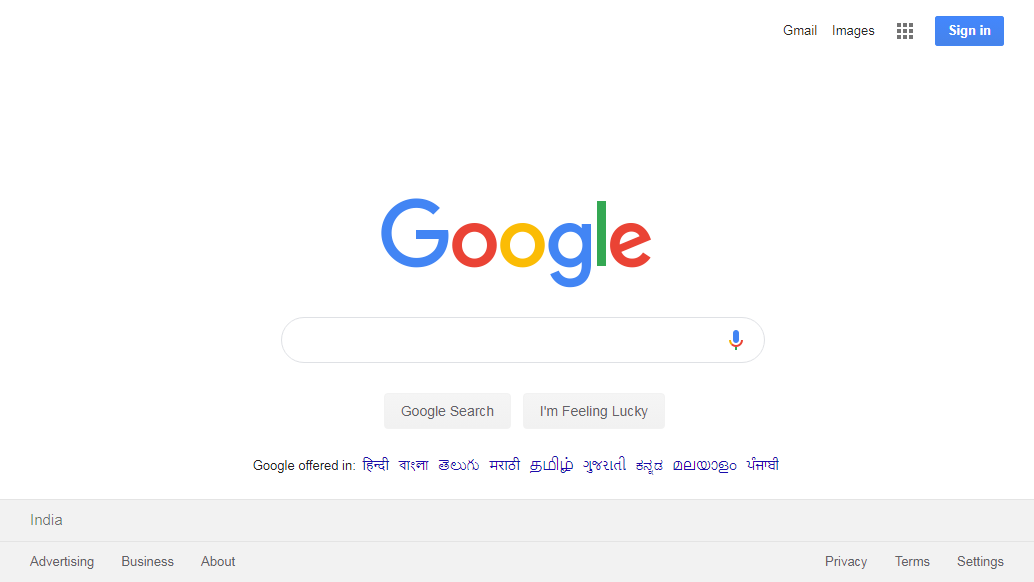 Gmail Images Sign in
Google
Google Search I'm Feeling Lucky
Google offered in: हिन्दी বাংলা తెలుగు मराठी தமிழ் ગુજરાતી ಕನ್ನಡ മലയാളം ਪੰਜਾਬੀ
India
Advertising Business About Privacy Terms Settings